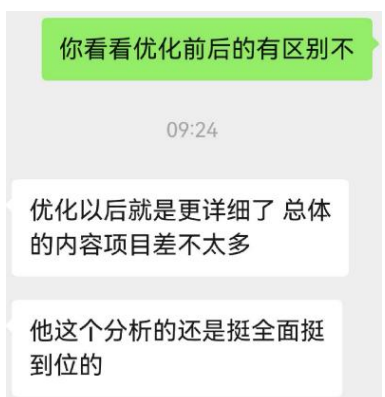 你看看优化前后的有区别不
09:24
优化以后就是更详细了 总体
的内容项目差不太多
他这个分析的还是挺全面挺
到位的